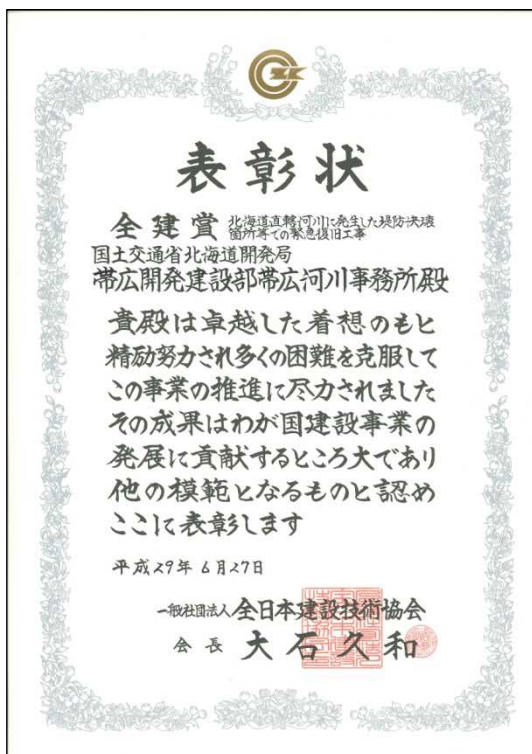 表彰状
全建賞 北海道直轄河川に発生した堤防決壊
箇所等での緊急復旧工事
国土交通省北海道開発局
帯広開発建設部帯広河川事務所殿
貴殿は卓越した着想のもと
精励努力され多くの困難を克服して
この事業の推進に尽力されました
その成果はわが国建設事業の
発展に貢献するところ大であり
他の模範となるものと認め
ここに表彰します
平成29年6月27日
一般社団法人 全日本建設技術協会
会長 大石久和